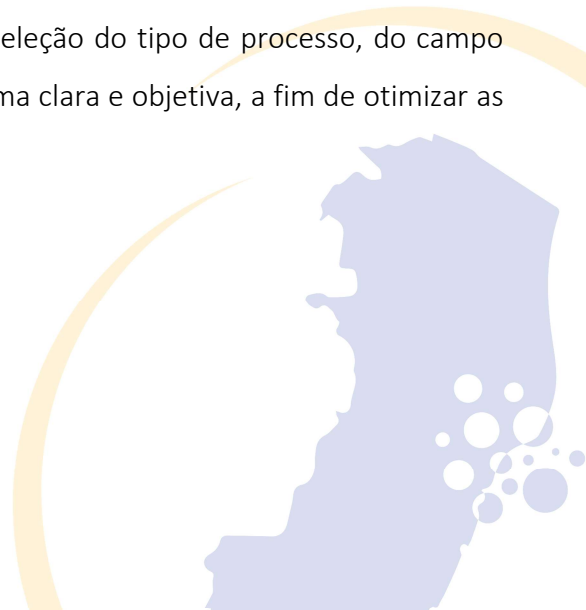 eleção do tipo de processo, do campo
ma clara e objetiva, a fim de otimizar as